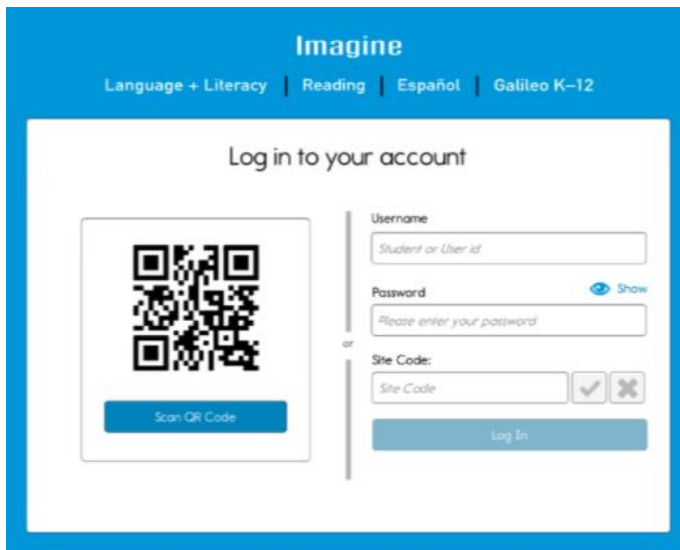 Imagine
Language + Literacy | Reading | Español | Galileo K–12
Log in to your account
Scan QR Code
or
Username
Student or User id
Password
Show
Please enter your password
Site Code:
Site Code
Log In